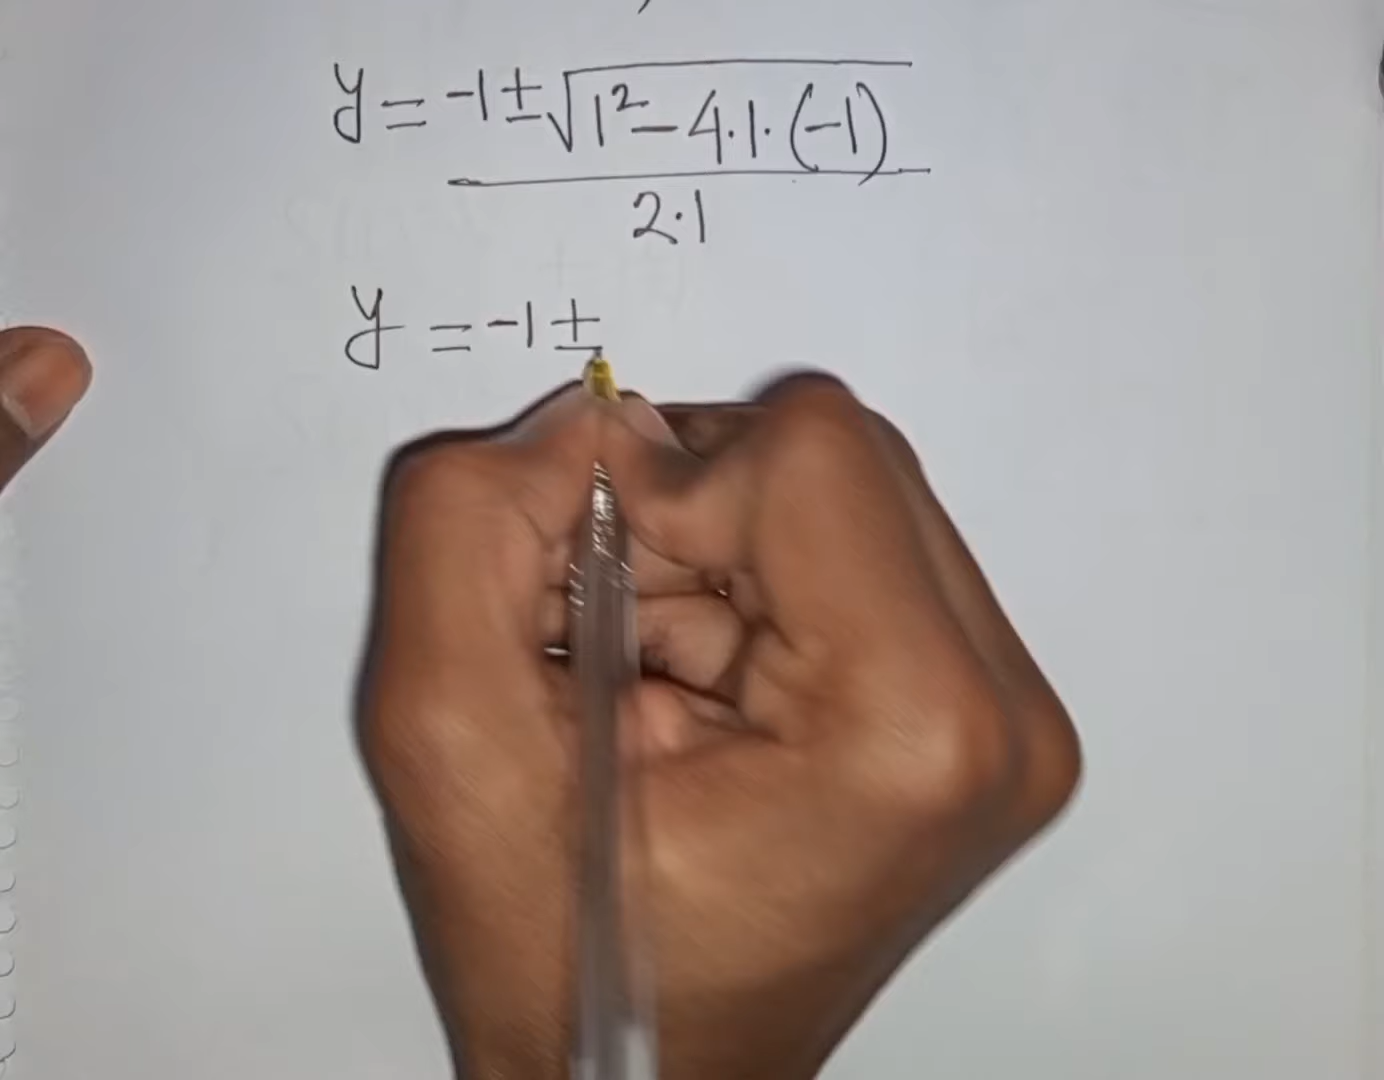 y = -1 ± √1² - 4·1·(-1)
2·1
y = -1 ±